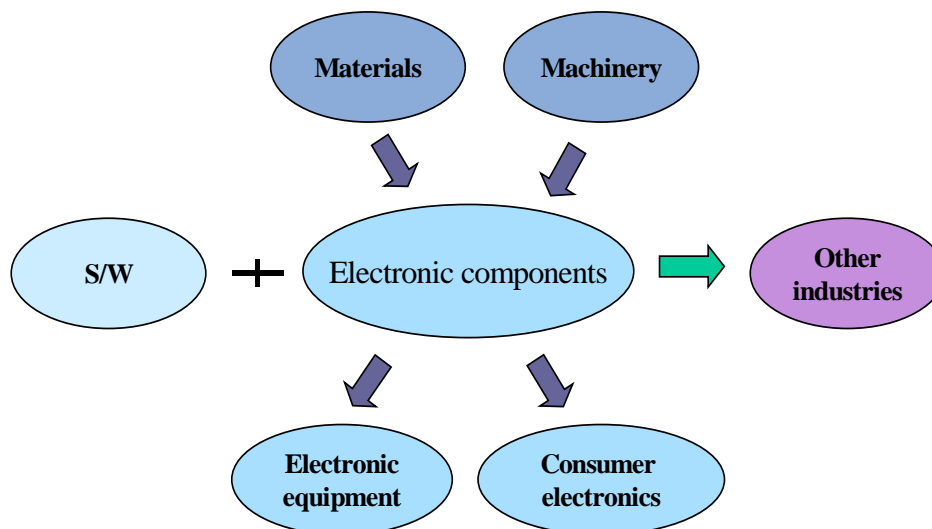 Materials
Machinery
S/W
Electronic components
Other
industries
Electronic
equipment
Consumer
electronics